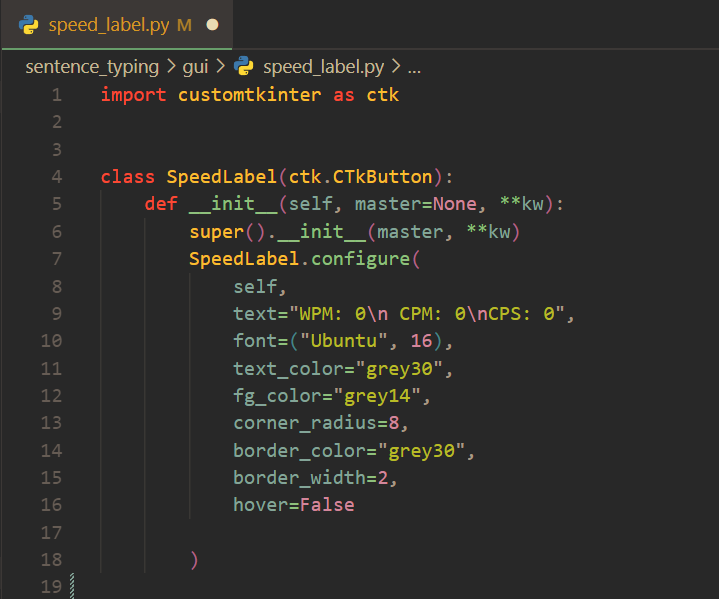 speed_label.py M
sentence_typing > gui > speed_label.py > ...
1 import customtkinter as ctk
2
3
4 class SpeedLabel(ctk.CTkButton):
5     def __init__(self, master=None, **kw):
6         super().__init__(master, **kw)
7         SpeedLabel.configure(
8             self,
9             text="WPM: 0\n CPM: 0\nCPS: 0",
10             font=("Ubuntu", 16),
11             text_color="grey30",
12             fg_color="grey14",
13             corner_radius=8,
14             border_color="grey30",
15             border_width=2,
16             hover=False
17
18         )
19